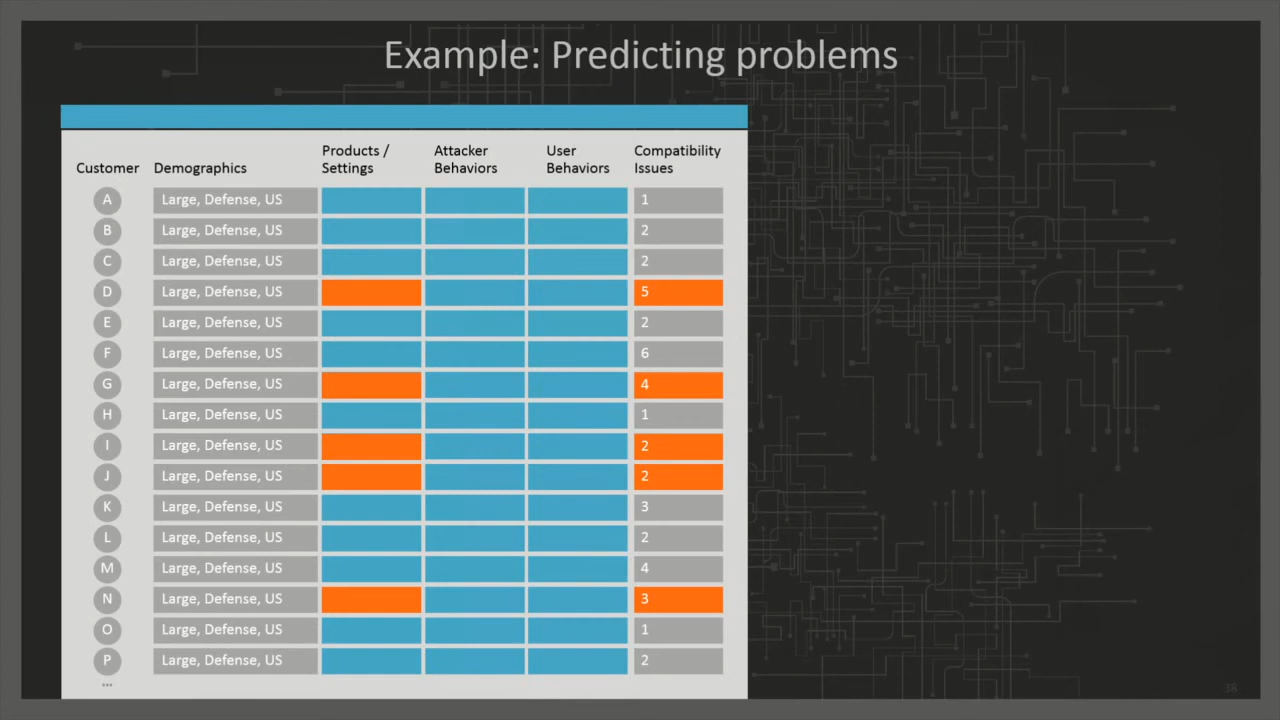 Example: Predicting problems
Customer Demographics Products / Settings Attacker Behaviors User Behaviors Compatibility Issues
A Large, Defense, US 1
B Large, Defense, US 2
C Large, Defense, US 2
D Large, Defense, US 5
E Large, Defense, US 2
F Large, Defense, US 6
G Large, Defense, US 4
H Large, Defense, US 1
I Large, Defense, US 2
J Large, Defense, US 2
K Large, Defense, US 3
L Large, Defense, US 2
M Large, Defense, US 4
N Large, Defense, US 3
O Large, Defense, US 1
P Large, Defense, US 2
...
38